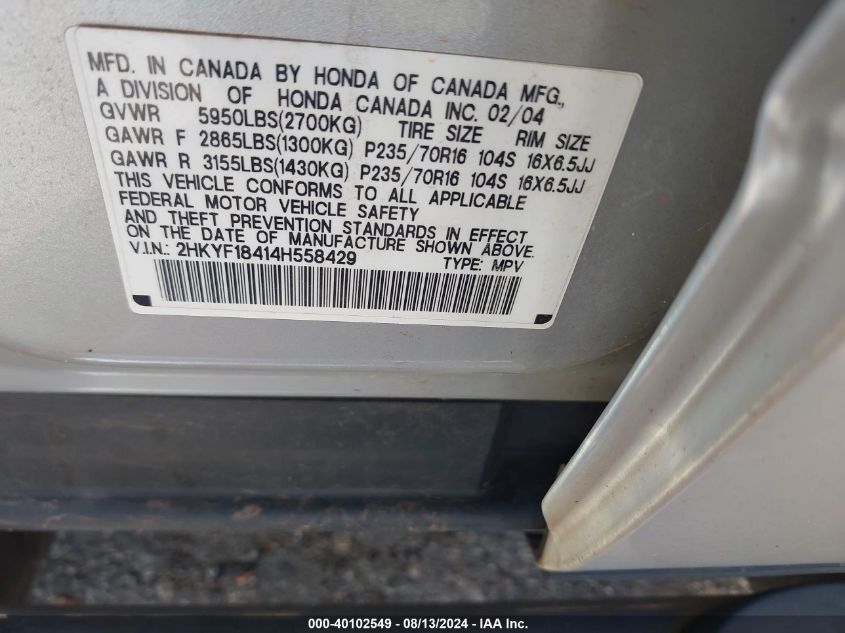 MFD. IN CANADA BY HONDA OF CANADA MFG.,
A DIVISION OF HONDA CANADA INC. 02/04
GVWR 5950LBS(2700KG) TIRE SIZE RIM SIZE
GAWR F 2865LBS(1300KG) P235/70R16 104S 16X6.5JJ
GAWR R 3155LBS(1430KG) P235/70R16 104S 16X6.5JJ
THIS VEHICLE CONFORMS TO ALL APPLICABLE
FEDERAL MOTOR VEHICLE SAFETY
AND THEFT PREVENTION STANDARDS IN EFFECT
ON THE DATE OF MANUFACTURE SHOWN ABOVE.
V.I.N.: 2HKYF18414H558429 TYPE: MPV
000-40102549 - 08/13/2024 - IAA Inc.